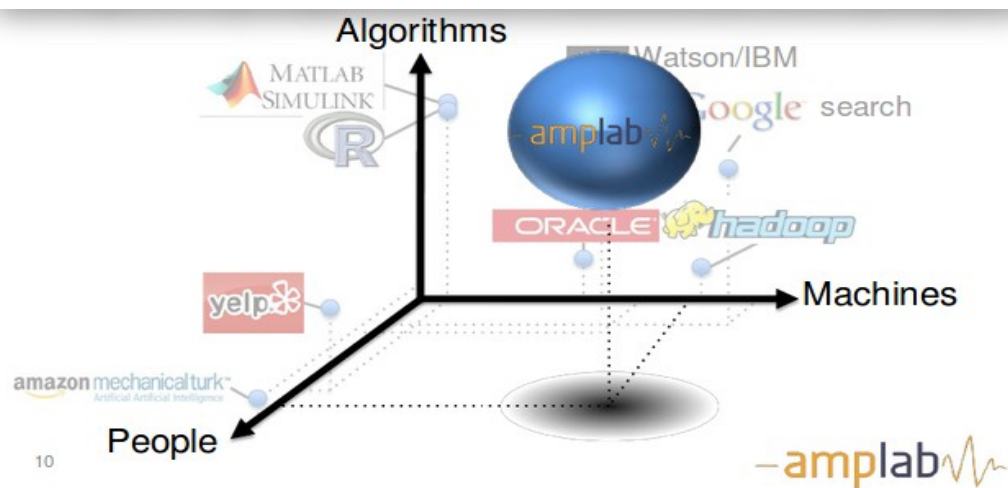 Algorithms
Watson/IBM
MATLAB
SIMULINK
Google search
R
amplab
ORACLE
hadoop
Machines
yelp
amazon mechanical turk
Artificial Artificial Intelligence
People
10
amplab